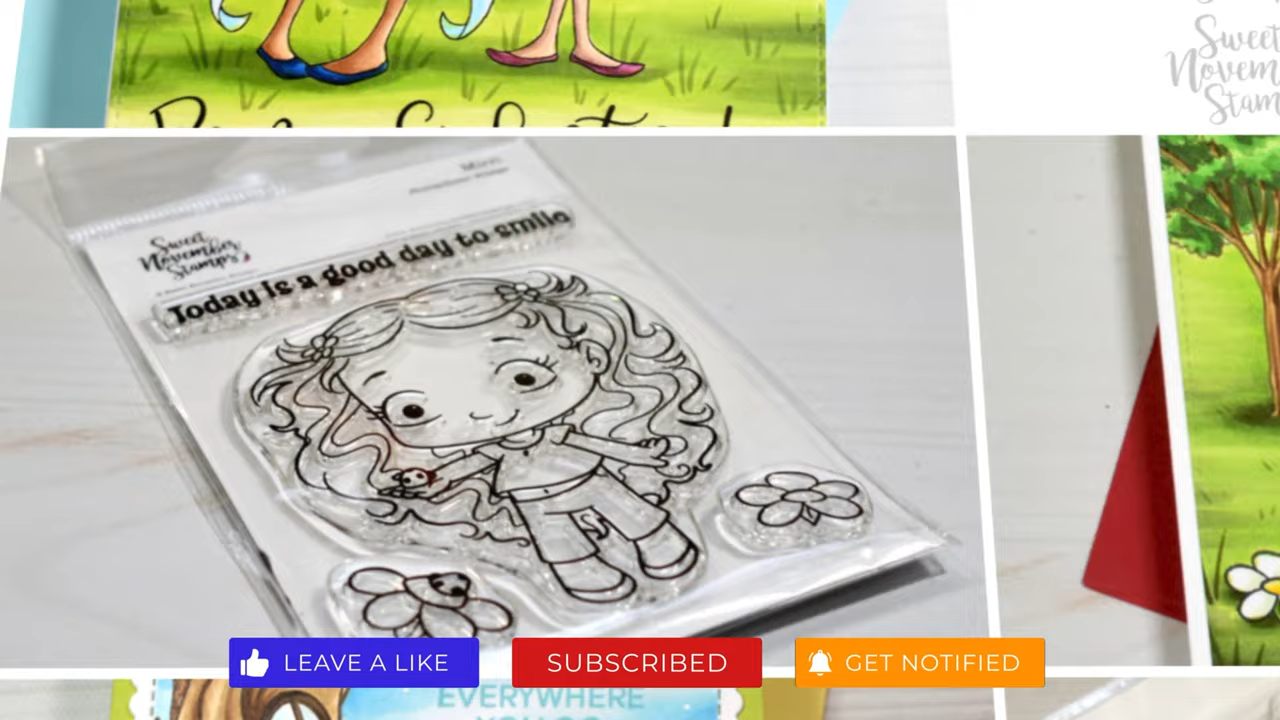 Sweet
Novem
Stam
Sweet
November
Stamps
Today is a good day to smile
LEAVE A LIKE
SUBSCRIBED
GET NOTIFIED
EVERYWHERE